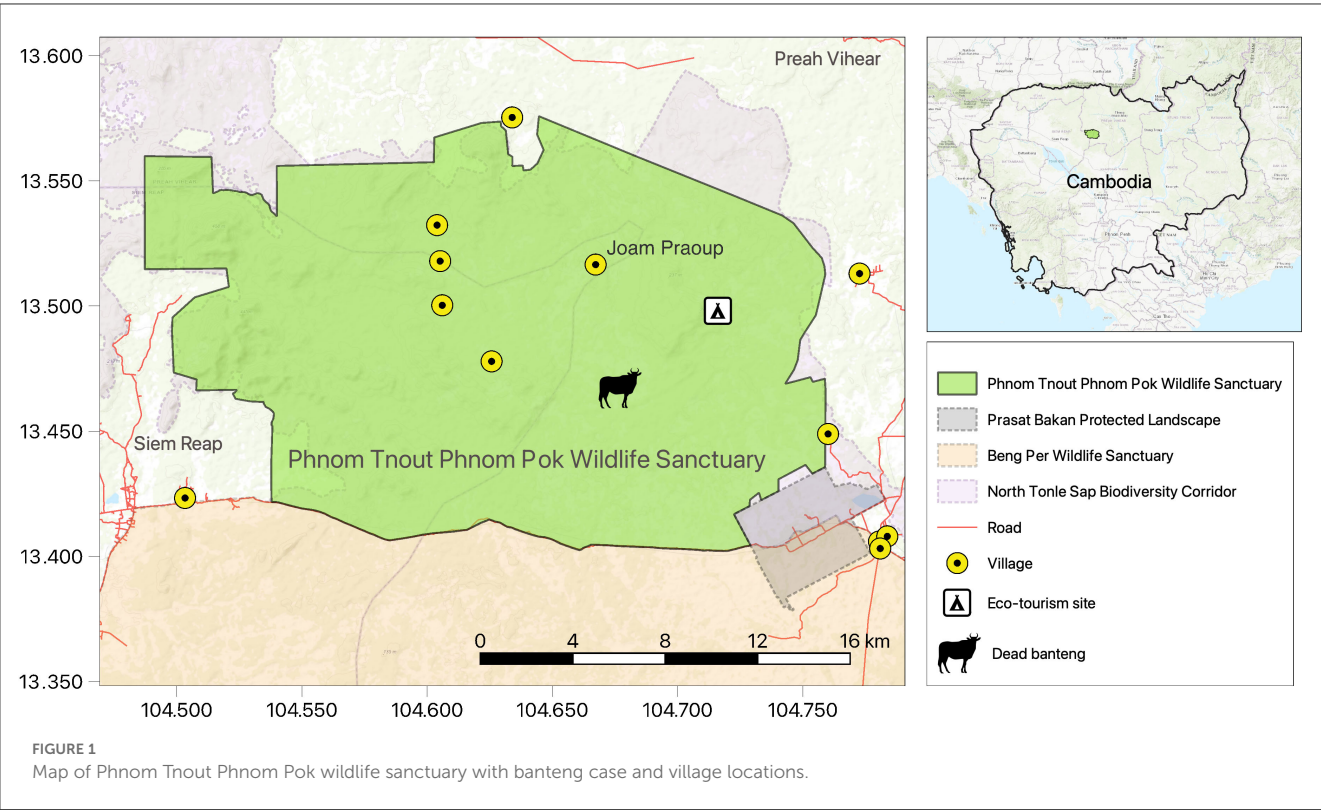 13.600
13.550
13.500
13.450
13.400
13.350
Preah Vihear
Joam Praoup
Siem Reap
Phnom Tnout Phnom Pok Wildlife Sanctuary
0 4 8 12 16 km
104.500 104.550 104.600 104.650 104.700 104.750
Cambodia
Phnom Tnout Phnom Pok Wildlife Sanctuary
Prasat Bakan Protected Landscape
Beng Per Wildlife Sanctuary
North Tonle Sap Biodiversity Corridor
Road
Village
Eco-tourism site
Dead banteng
FIGURE 1
Map of Phnom Tnout Phnom Pok wildlife sanctuary with banteng case and village locations.